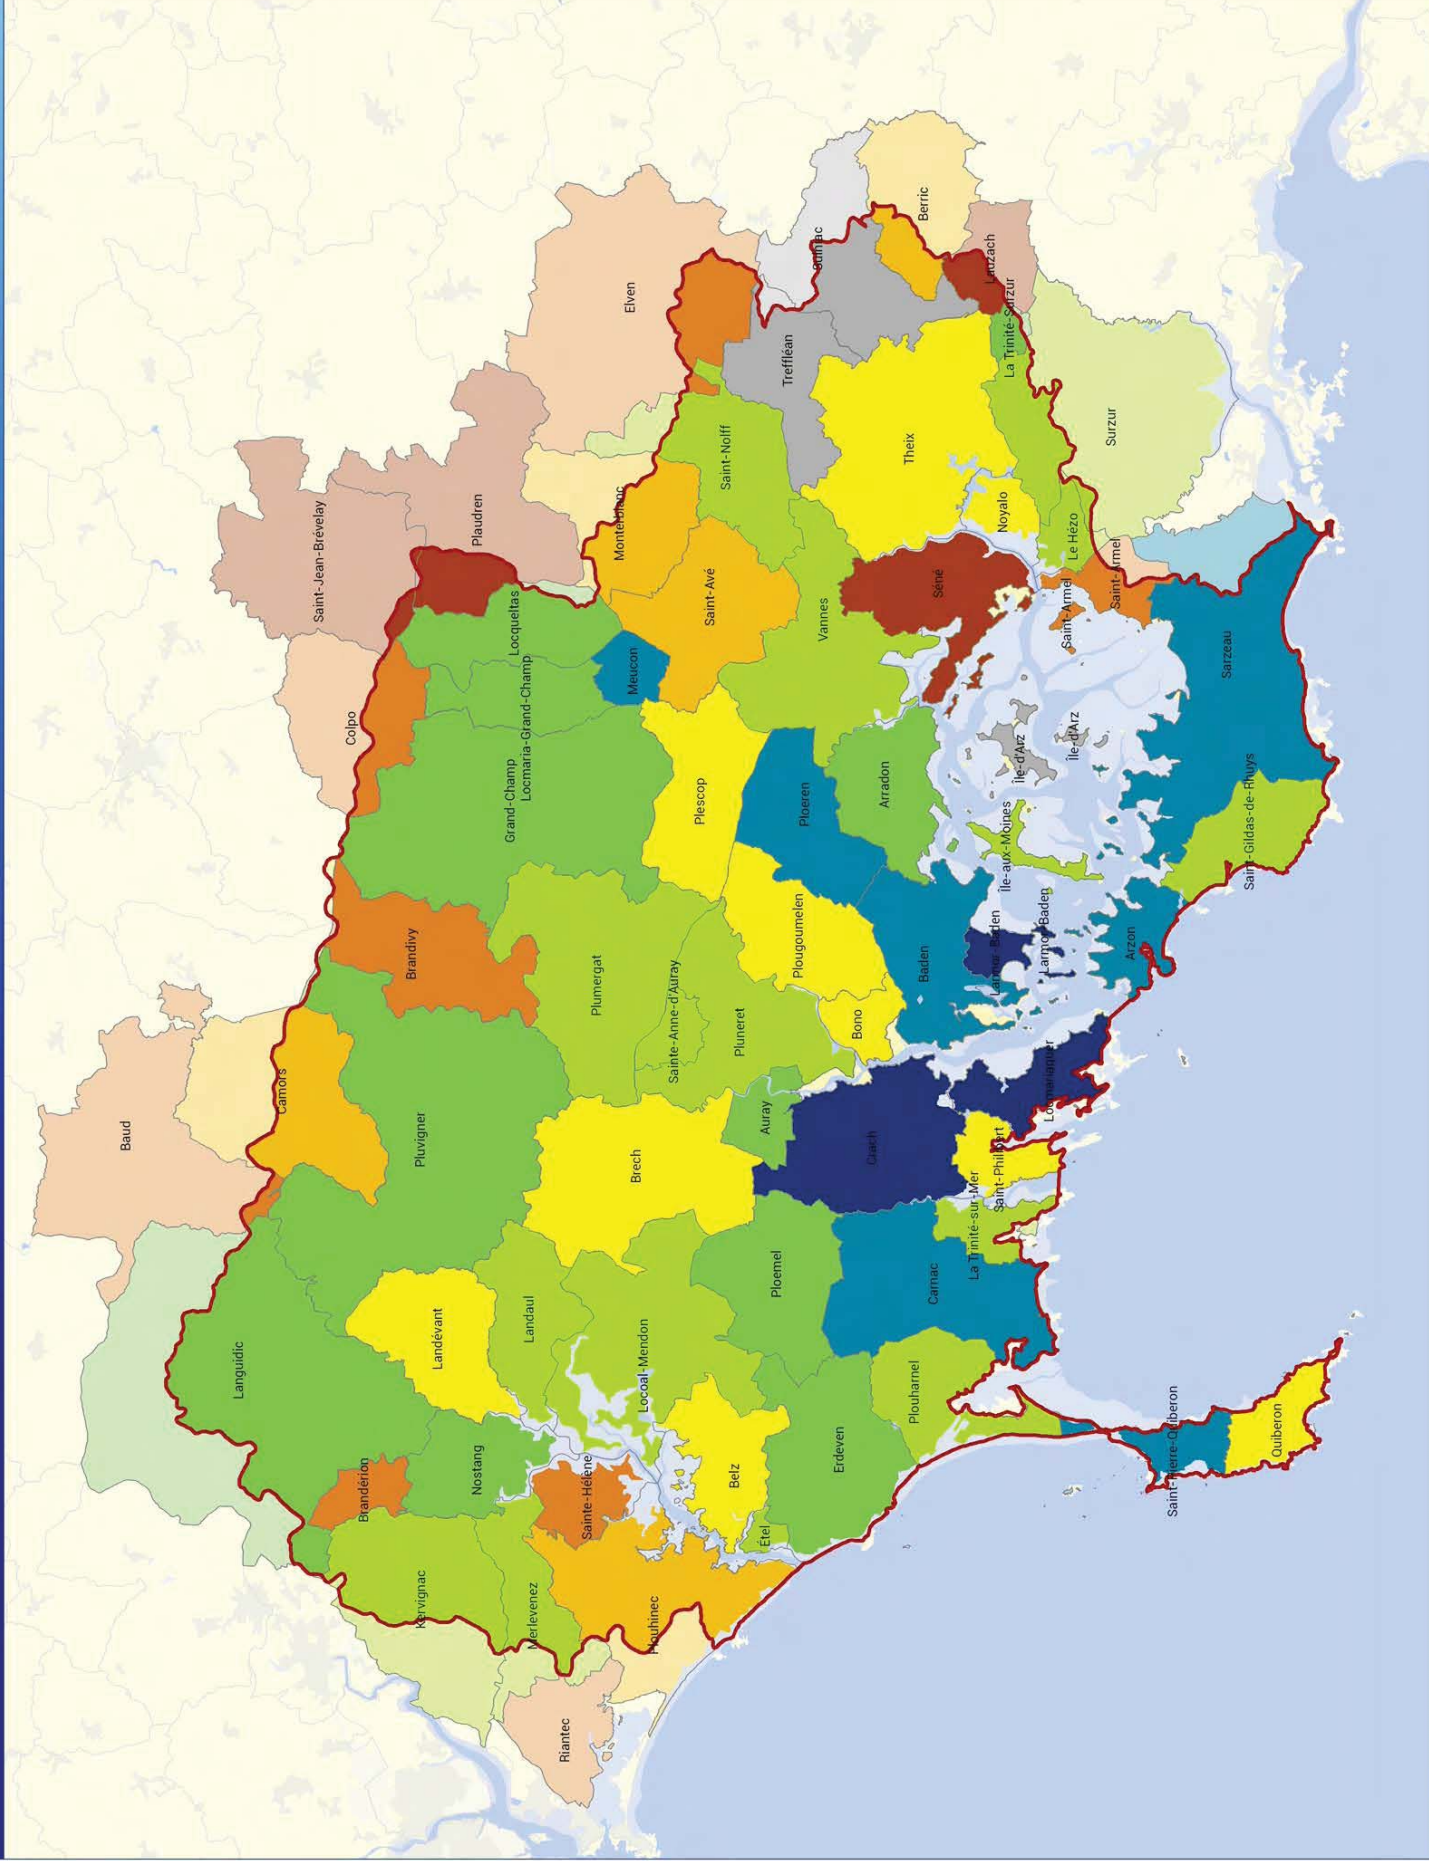 Baud
Camors
Languidic
Pluvigner
Brandivy
Colpo
Saint-Jean-Brévelay
Plaudren
Locqueltas
Locmaria-Grand-Champ
Grand-Champ
Elven
Monterblanc
Meucon
Saint-Avé
Saint-Nolff
Treffléan
Sulniac
Berric
Lauzach
La Trinité-Surzur
Surzur
Theix
Noyalo
Le Hézo
Saint-Armel
Saint-Armel
Séné
Vannes
Plescop
Ploeren
Arradon
Île-d'Arz
Île-d'Arz
Île-aux-Moines
Larmor-Baden
Larmor-Baden
Baden
Arzon
Sarzeau
Saint-Gildas-de-Rhuys
Plougoumelen
Bono
Plumergat
Sainte-Anne-d'Auray
Pluneret
Auray
Brech
Crach
Locmariaquer
Saint-Philibert
La Trinité-sur-Mer
Carnac
Ploemel
Landévant
Landaul
Locoal-Mendon
Nostang
Brandérion
Kervignac
Merlevenez
Sainte-Hélène
Plouhinec
Riantec
Belz
Étel
Erdeven
Plouharnel
Saint-Pierre-Quiberon
Quiberon